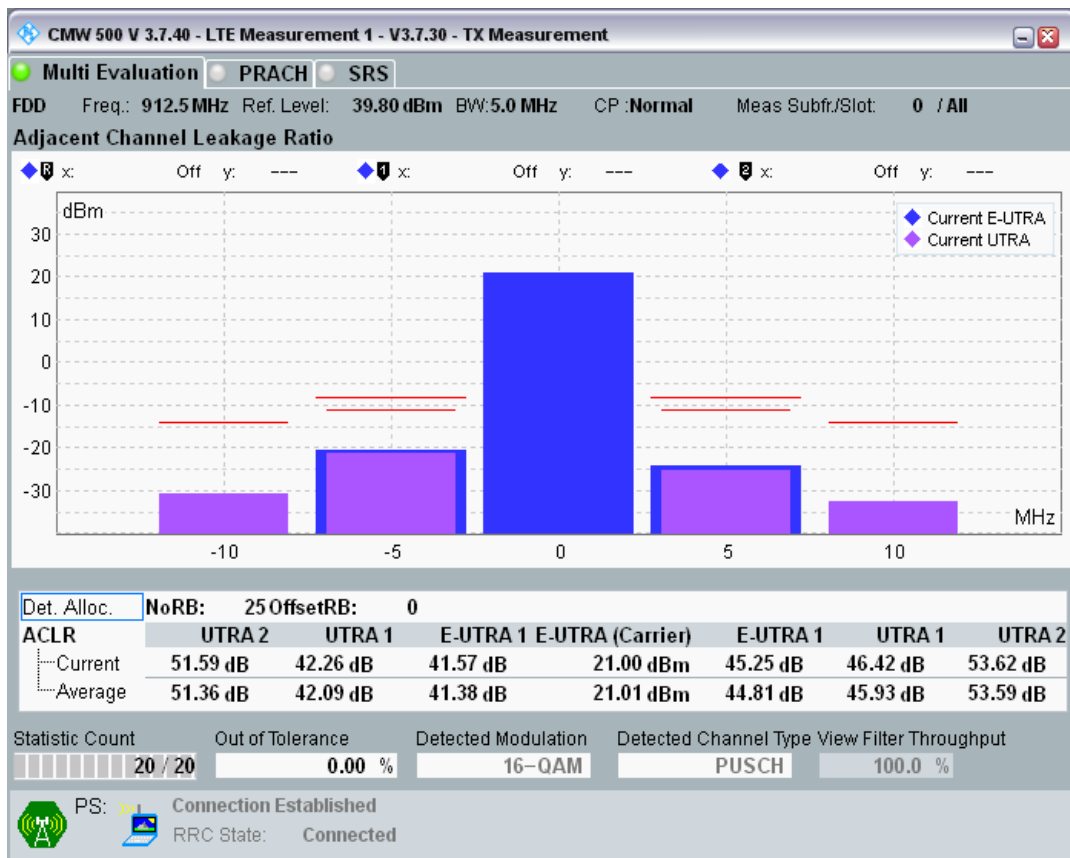 CMW 500 V 3.7.40 - LTE Measurement 1 - V3.7.30 - TX Measurement
Multi Evaluation PRACH SRS
FDD Freq.: 912.5 MHz Ref. Level: 39.80 dBm BW: 5.0 MHz CP :Normal Meas Subfr./Slot: 0 / All
Adjacent Channel Leakage Ratio
R x: Off y: --- 1 x: Off y: --- 2 x: Off y: ---
dBm
Current E-UTRA
Current UTRA
30
20
10
0
-10
-20
-30
MHz
-10 -5 0 5 10
Det. Alloc. NoRB: 25 OffsetRB: 0
ACLR UTRA 2 UTRA 1 E-UTRA 1 E-UTRA (Carrier) E-UTRA 1 UTRA 1 UTRA 2
Current 51.59 dB 42.26 dB 41.57 dB 21.00 dBm 45.25 dB 46.42 dB 53.62 dB
Average 51.36 dB 42.09 dB 41.38 dB 21.01 dBm 44.81 dB 45.93 dB 53.59 dB
Statistic Count Out of Tolerance Detected Modulation Detected Channel Type View Filter Throughput
20 / 20 0.00 % 16-QAM PUSCH 100.0 %
PS: Connection Established
RRC State: Connected